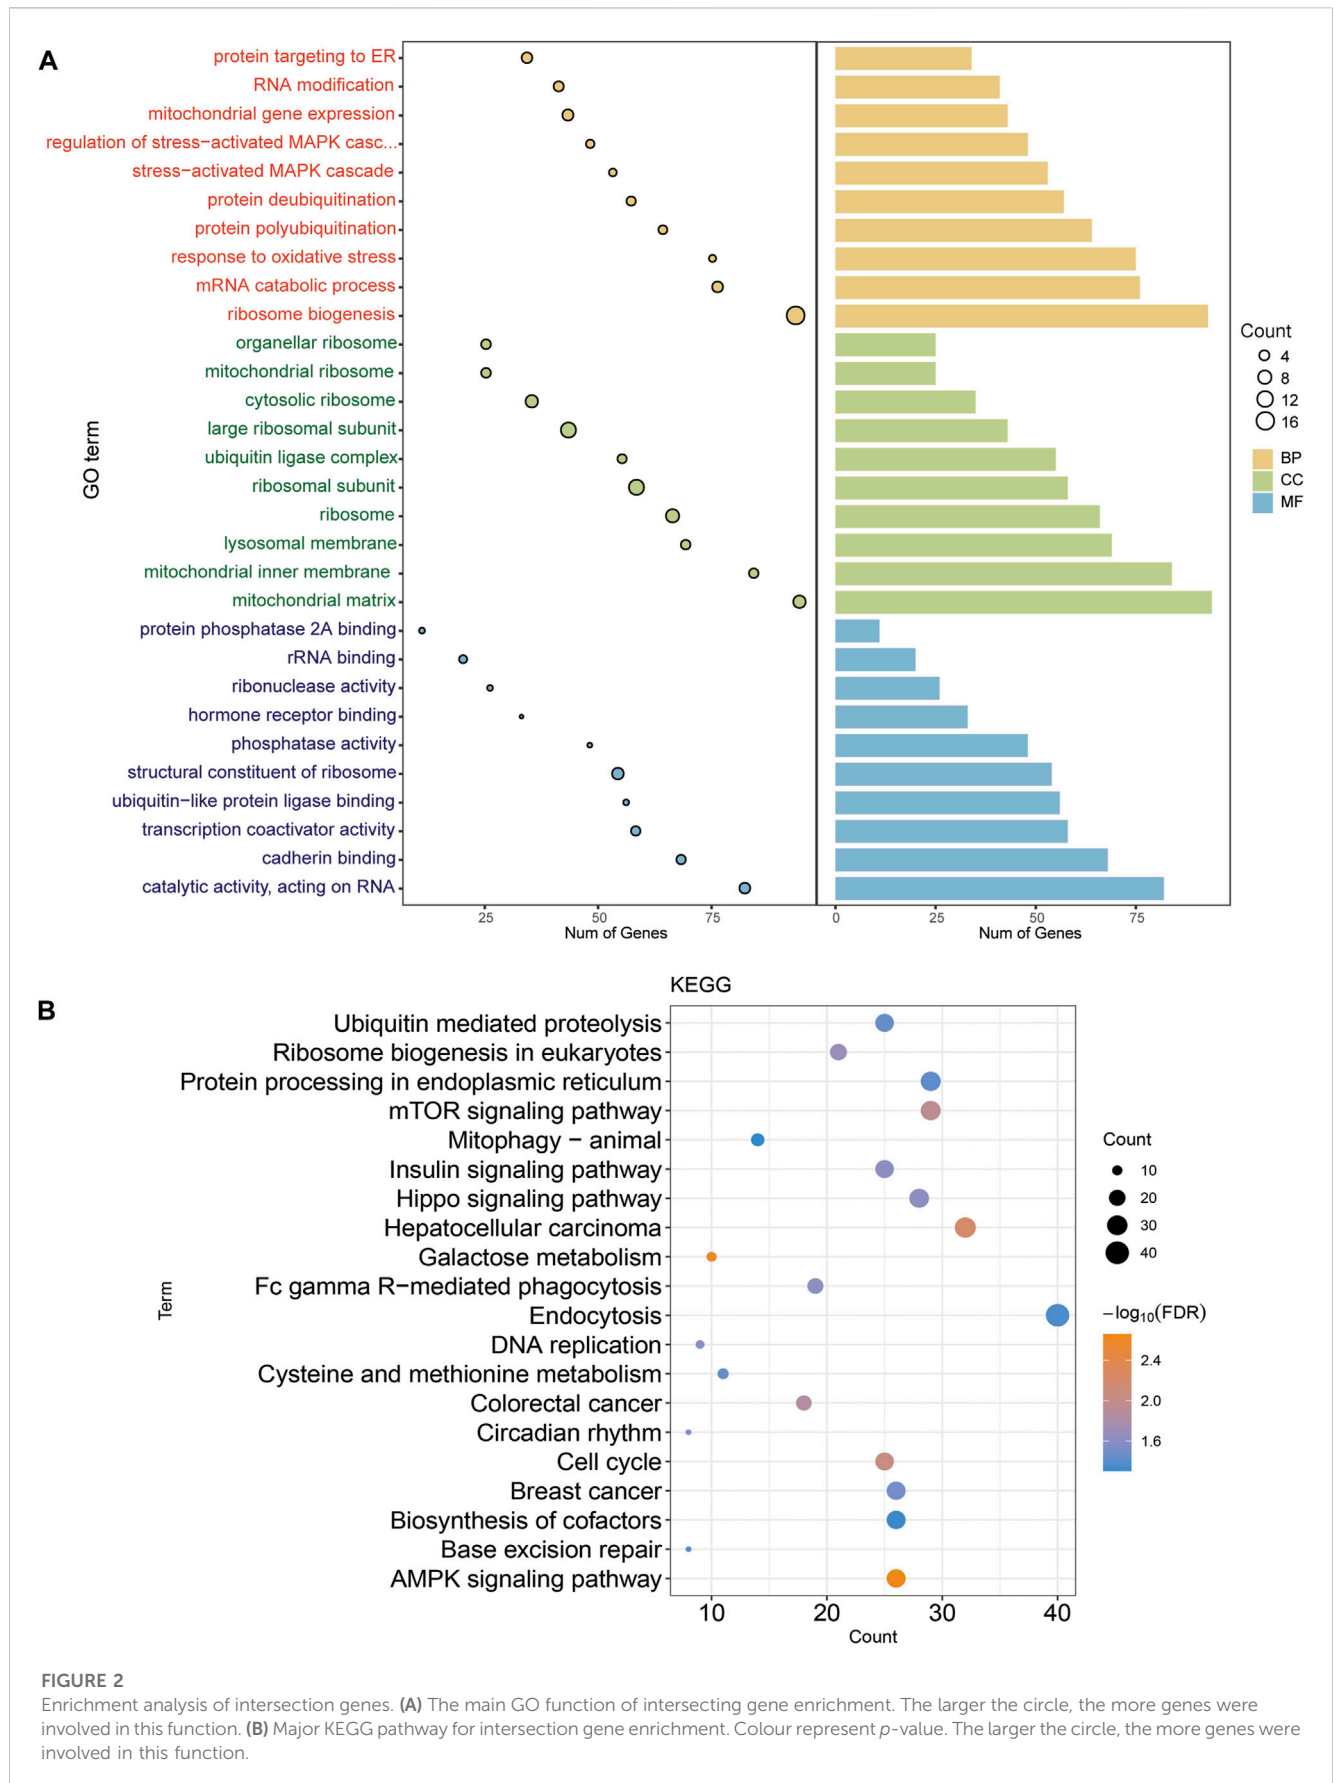 A
protein targeting to ER
RNA modification
mitochondrial gene expression
regulation of stress−activated MAPK casc...
stress−activated MAPK cascade
protein deubiquitination
protein polyubiquitination
response to oxidative stress
mRNA catabolic process
ribosome biogenesis
organellar ribosome
mitochondrial ribosome
cytosolic ribosome
large ribosomal subunit
ubiquitin ligase complex
ribosomal subunit
ribosome
lysosomal membrane
mitochondrial inner membrane
mitochondrial matrix
protein phosphatase 2A binding
rRNA binding
ribonuclease activity
hormone receptor binding
phosphatase activity
structural constituent of ribosome
ubiquitin−like protein ligase binding
transcription coactivator activity
cadherin binding
catalytic activity, acting on RNA
GO term
25 50 75
Num of Genes
0 25 50 75
Num of Genes
Count
4
8
12
16
BP
CC
MF
B
KEGG
Ubiquitin mediated proteolysis
Ribosome biogenesis in eukaryotes
Protein processing in endoplasmic reticulum
mTOR signaling pathway
Mitophagy − animal
Insulin signaling pathway
Hippo signaling pathway
Hepatocellular carcinoma
Galactose metabolism
Fc gamma R−mediated phagocytosis
Endocytosis
DNA replication
Cysteine and methionine metabolism
Colorectal cancer
Circadian rhythm
Cell cycle
Breast cancer
Biosynthesis of cofactors
Base excision repair
AMPK signaling pathway
Term
10 20 30 40
Count
Count
10
20
30
40
−log10(FDR)
2.4
2.0
1.6
FIGURE 2
Enrichment analysis of intersection genes. (A) The main GO function of intersecting gene enrichment. The larger the circle, the more genes were
involved in this function. (B) Major KEGG pathway for intersection gene enrichment. Colour represent p-value. The larger the circle, the more genes were
involved in this function.